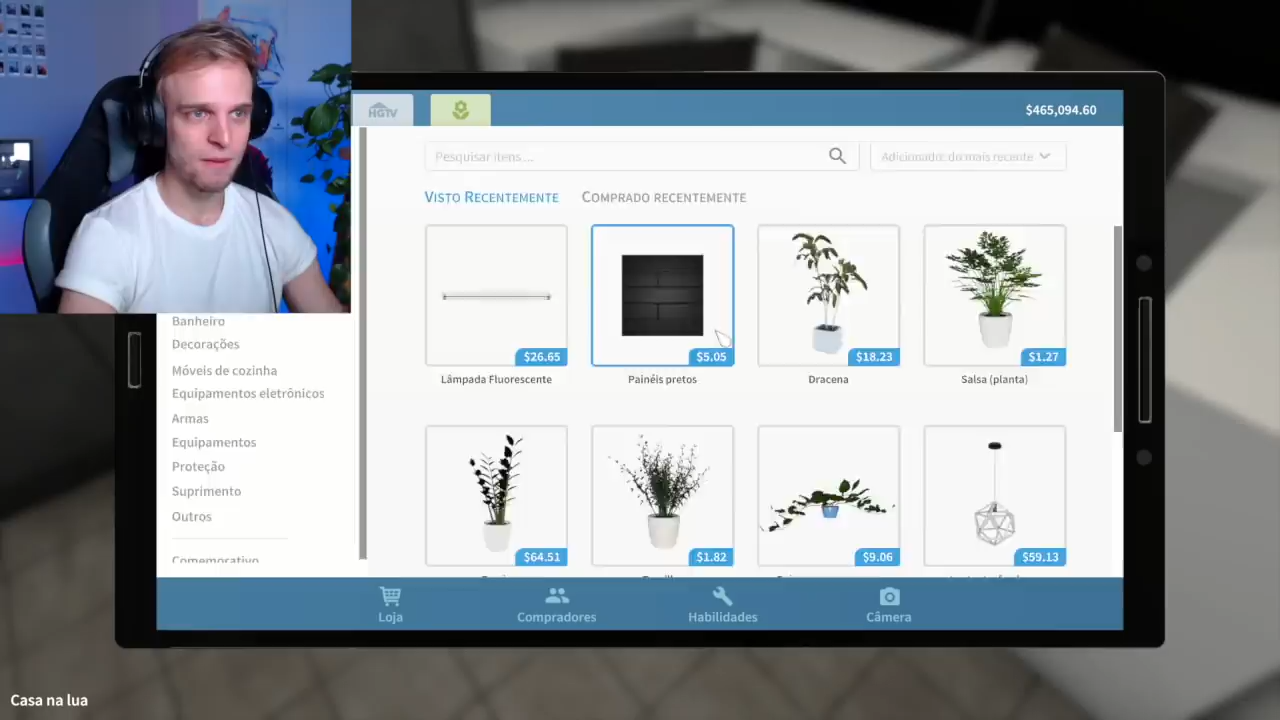 HGTV
$465,094.60
Pesquisar itens...
Adicionado: do mais recente
VISTO RECENTEMENTE
COMPRADO RECENTEMENTE
$26.65
$5.05
$18.23
$1.27
Lâmpada Fluorescente
Painéis pretos
Dracena
Salsa (planta)
Banheiro
Decorações
Móveis de cozinha
Equipamentos eletrônicos
Armas
Equipamentos
Proteção
Suprimento
Outros
Comemorativo
$64.51
$1.82
$9.06
$59.13
Loja
Compradores
Habilidades
Câmera
Casa na lua